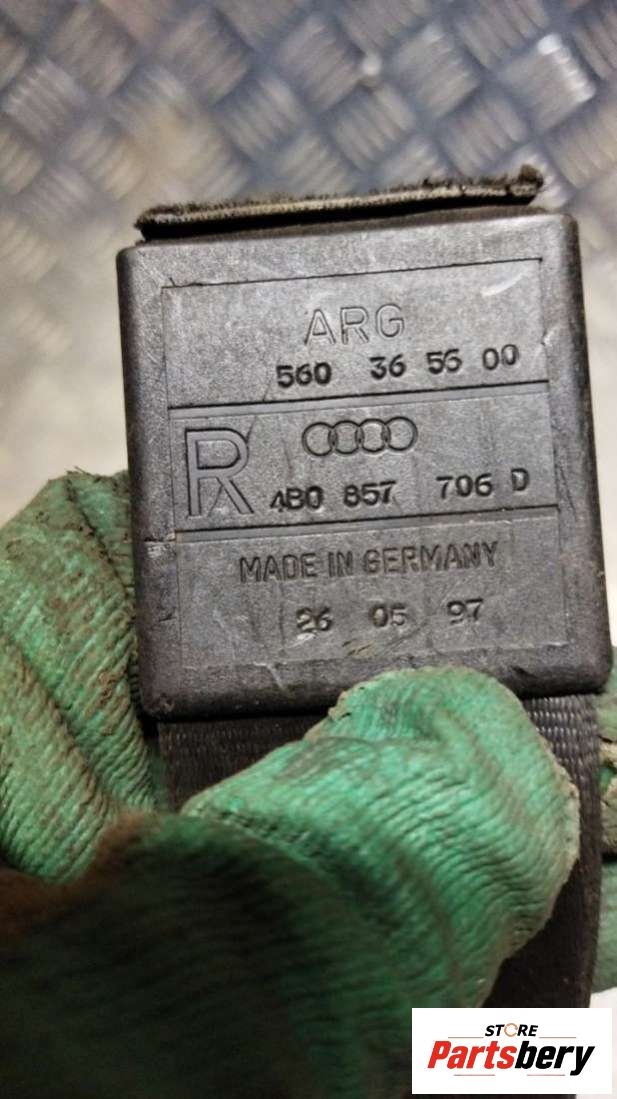 ARG
560 36 56 00
R
4B0 857 706 D
MADE IN GERMANY
26 05 97
STORE
Partsbery